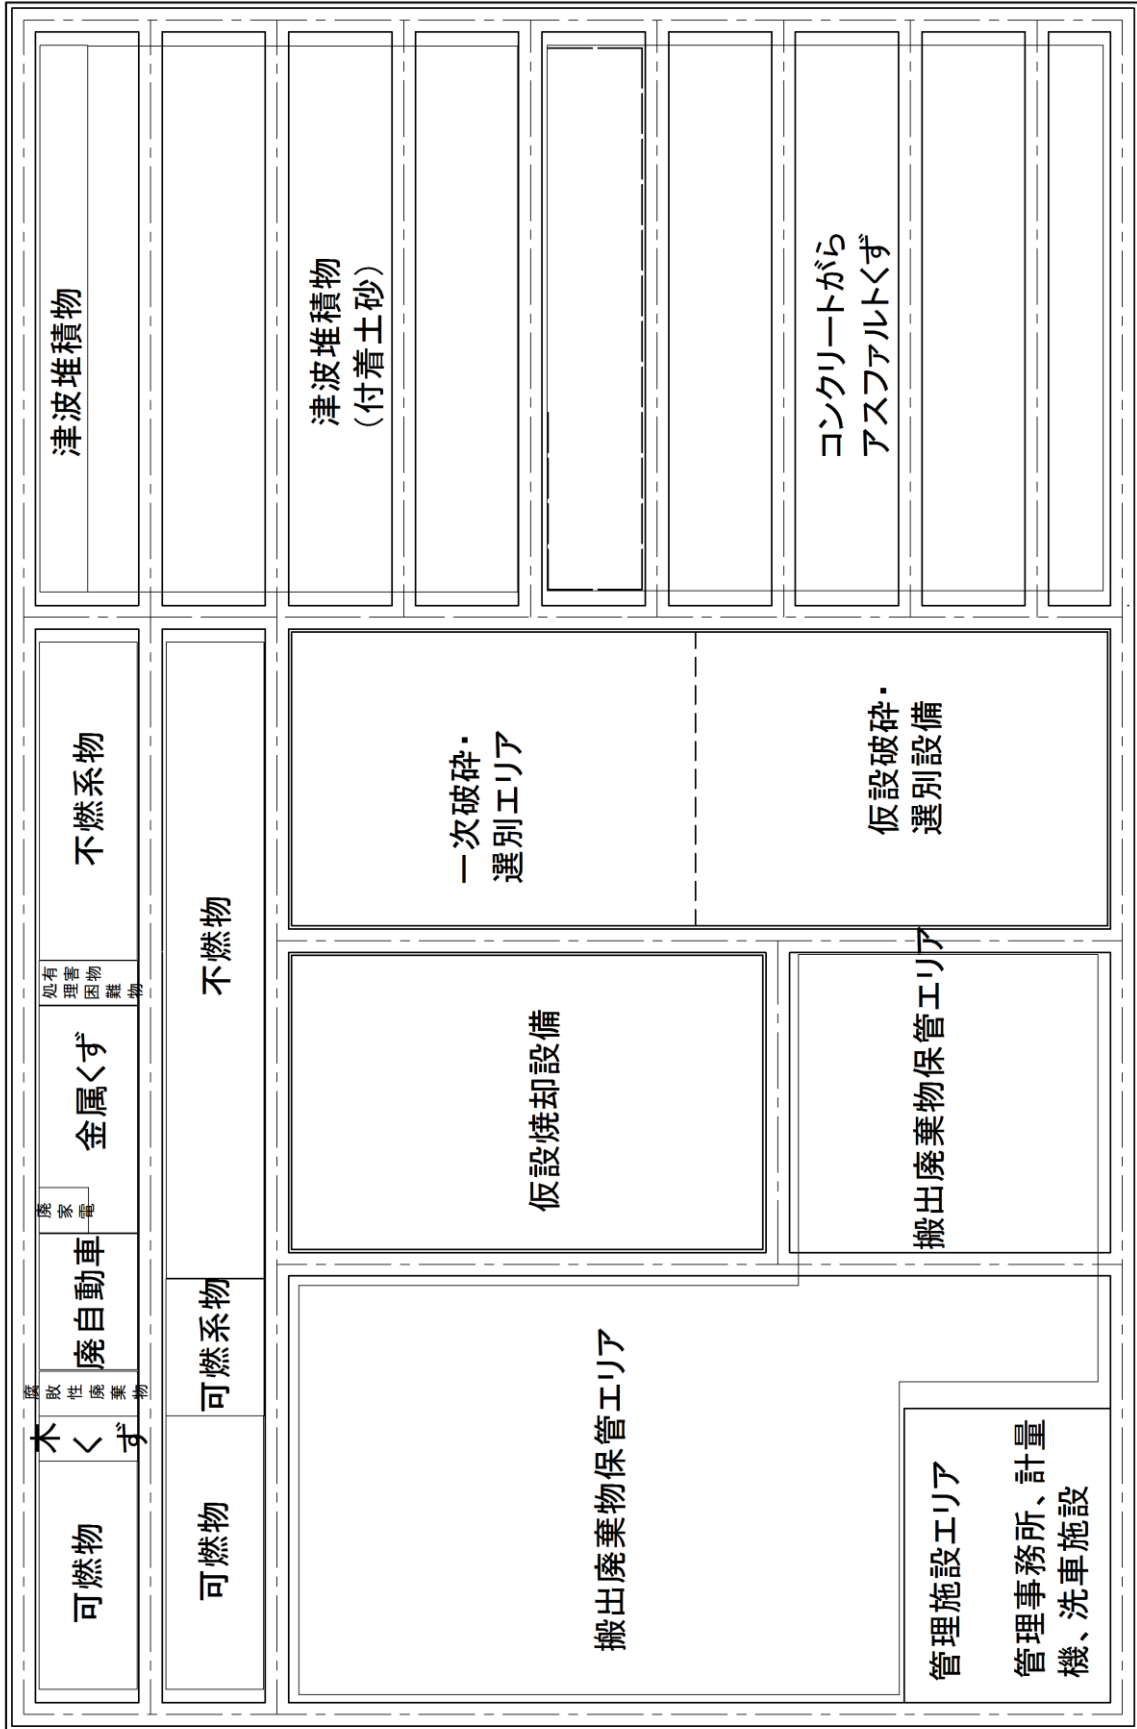 可燃物
木くず
腐敗性廃棄物
廃自動車
廃家電
金属くず
有害物
処理困難物
不燃系物
津波堆積物
可燃物
可燃系物
不燃物
津波堆積物
（付着土砂）
搬出廃棄物保管エリア
仮設焼却設備
一次破砕・
選別エリア
コンクリートがら
アスファルトくず
仮設破砕・
選別設備
搬出廃棄物保管エリア
管理施設エリア
管理事務所、計量
機、洗車施設